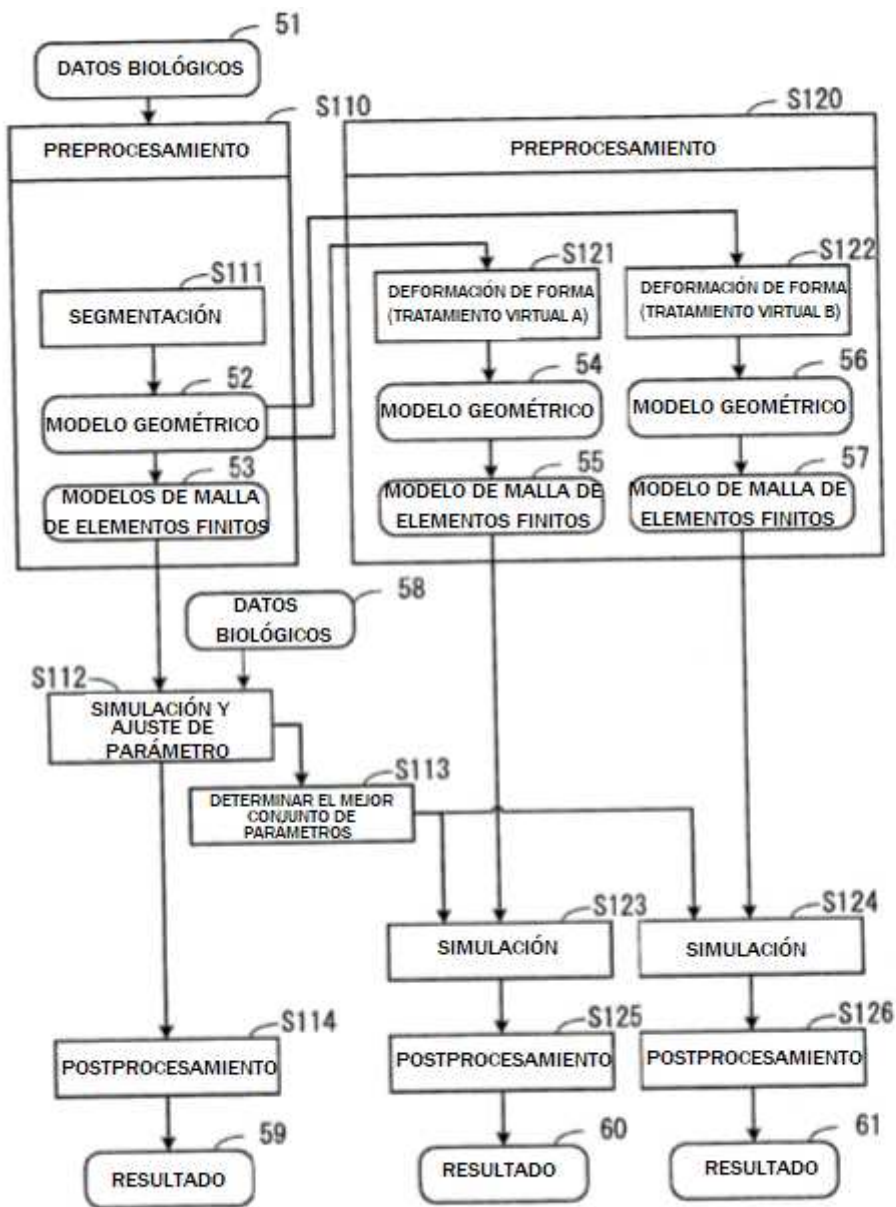 51
DATOS BIOLÓGICOS
S110
PREPROCESAMIENTO
S111
SEGMENTACIÓN
52
MODELO GEOMÉTRICO
53
MODELOS DE MALLA
DE ELEMENTOS FINITOS
S120
PREPROCESAMIENTO
S121
DEFORMACIÓN DE FORMA
(TRATAMIENTO VIRTUAL A)
54
MODELO GEOMÉTRICO
55
MODELO DE MALLA DE
ELEMENTOS FINITOS
S122
DEFORMACIÓN DE FORMA
(TRATAMIENTO VIRTUAL B)
56
MODELO GEOMÉTRICO
57
MODELO DE MALLA DE
ELEMENTOS FINITOS
58
DATOS
BIOLÓGICOS
S112
SIMULACIÓN Y
AJUSTE DE
PARÁMETRO
S113
DETERMINAR EL MEJOR
CONJUNTO DE
PARÁMETROS
S123
SIMULACIÓN
S124
SIMULACIÓN
S114
POSTPROCESAMIENTO
S125
POSTPROCESAMIENTO
S126
POSTPROCESAMIENTO
59
RESULTADO
60
RESULTADO
61
RESULTADO